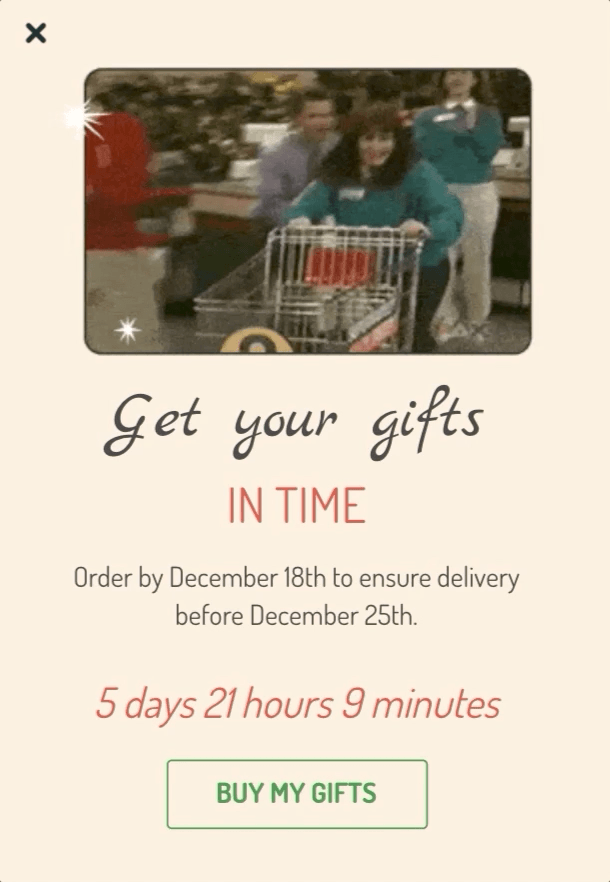 Get your gifts
IN TIME
Order by December 18th to ensure delivery
before December 25th.
5 days 21 hours 9 minutes
BUY MY GIFTS